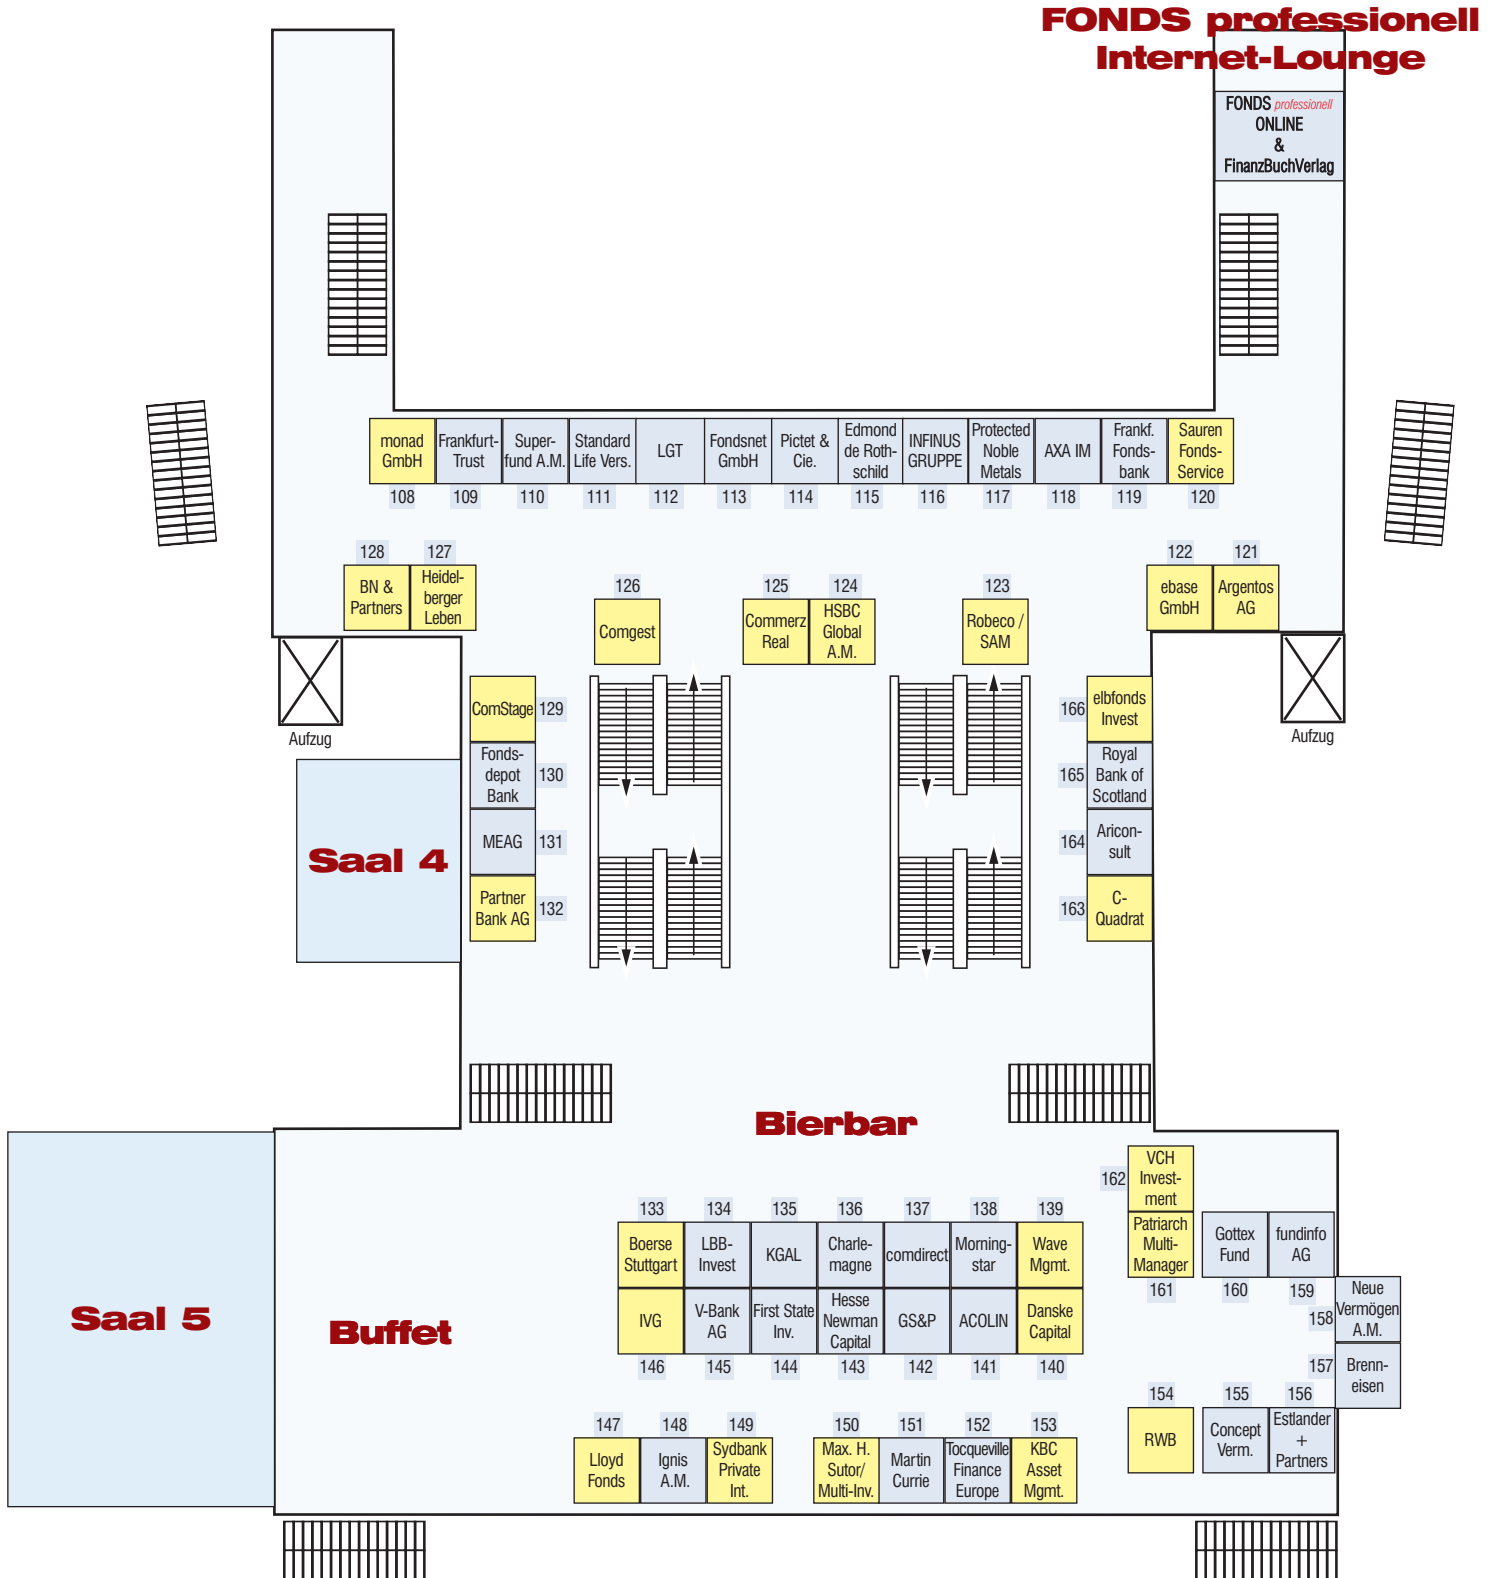 FONDS professionell
Internet-Lounge
FONDS professionell
ONLINE
&
FinanzBuchVerlag
monad
GmbH
108
Frankfurt-
Trust
109
Super-
fund A.M.
110
Standard
Life Vers.
111
LGT
112
Fondsnet
GmbH
113
Pictet &
Cie.
114
Edmond
de Roth-
schild
115
INFINUS
GRUPPE
116
Protected
Noble
Metals
117
AXA IM
118
Frankf.
Fonds-
bank
119
Sauren
Fonds-
Service
120
128
BN &
Partners
127
Heidel-
berger
Leben
126
Comgest
125
Commerz
Real
124
HSBC
Global
A.M.
123
Robeco /
SAM
122
ebase
GmbH
121
Argentos
AG
Aufzug
Aufzug
ComStage
129
Fonds-
depot
Bank
130
MEAG
131
Partner
Bank AG
132
166
elbfonds
Invest
165
Royal
Bank of
Scotland
164
Aricon-
sult
163
C-
Quadrat
Saal 4
Bierbar
Saal 5
Buffet
133
Boerse
Stuttgart
134
LBB-
Invest
135
KGAL
136
Charle-
magne
137
comdirect
138
Morning-
star
139
Wave
Mgmt.
IVG
146
V-Bank
AG
145
First State
Inv.
144
Hesse
Newman
Capital
143
GS&P
142
ACOLIN
141
Danske
Capital
140
162
VCH
Invest-
ment
Patriarch
Multi-
Manager
161
Gottex
Fund
160
fundinfo
AG
159
158
Neue
Vermögen
A.M.
157
Brenn-
eisen
147
Lloyd
Fonds
148
Ignis
A.M.
149
Sydbank
Private
Int.
150
Max. H.
Sutor/
Multi-Inv.
151
Martin
Currie
152
Tocqueville
Finance
Europe
153
KBC
Asset
Mgmt.
154
RWB
155
Concept
Verm.
156
Estlander
+
Partners